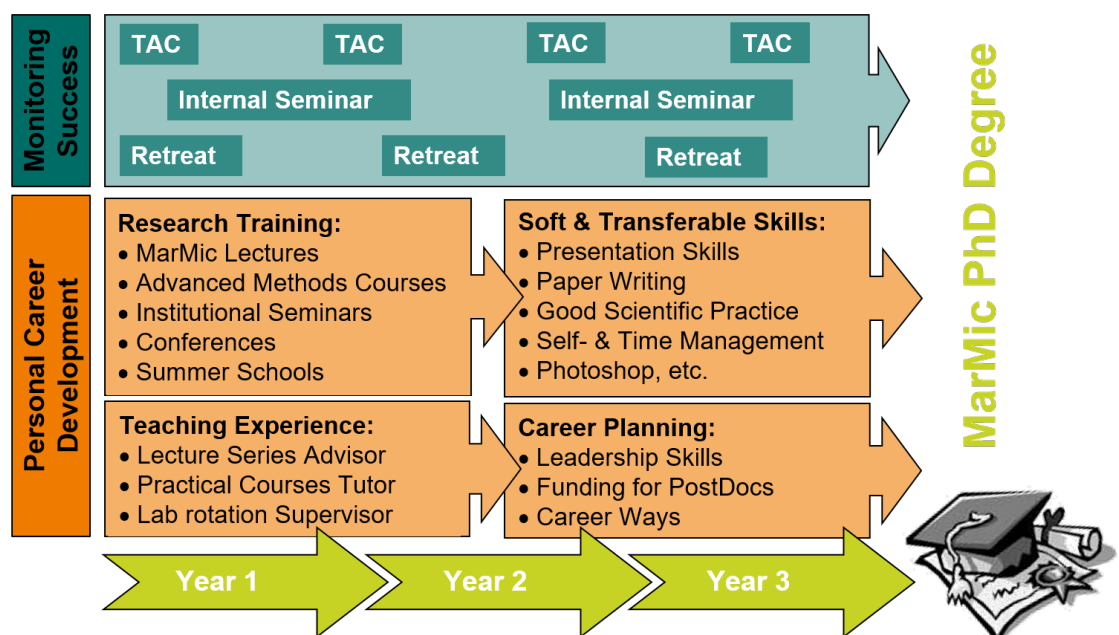 Monitoring
Success
TAC
TAC
TAC
TAC
Internal Seminar
Internal Seminar
Retreat
Retreat
Retreat
Personal Career
Development
Research Training:
• MarMic Lectures
• Advanced Methods Courses
• Institutional Seminars
• Conferences
• Summer Schools
Soft & Transferable Skills:
• Presentation Skills
• Paper Writing
• Good Scientific Practice
• Self- & Time Management
• Photoshop, etc.
Teaching Experience:
• Lecture Series Advisor
• Practical Courses Tutor
• Lab rotation Supervisor
Career Planning:
• Leadership Skills
• Funding for PostDocs
• Career Ways
Year 1
Year 2
Year 3
MarMic PhD Degree